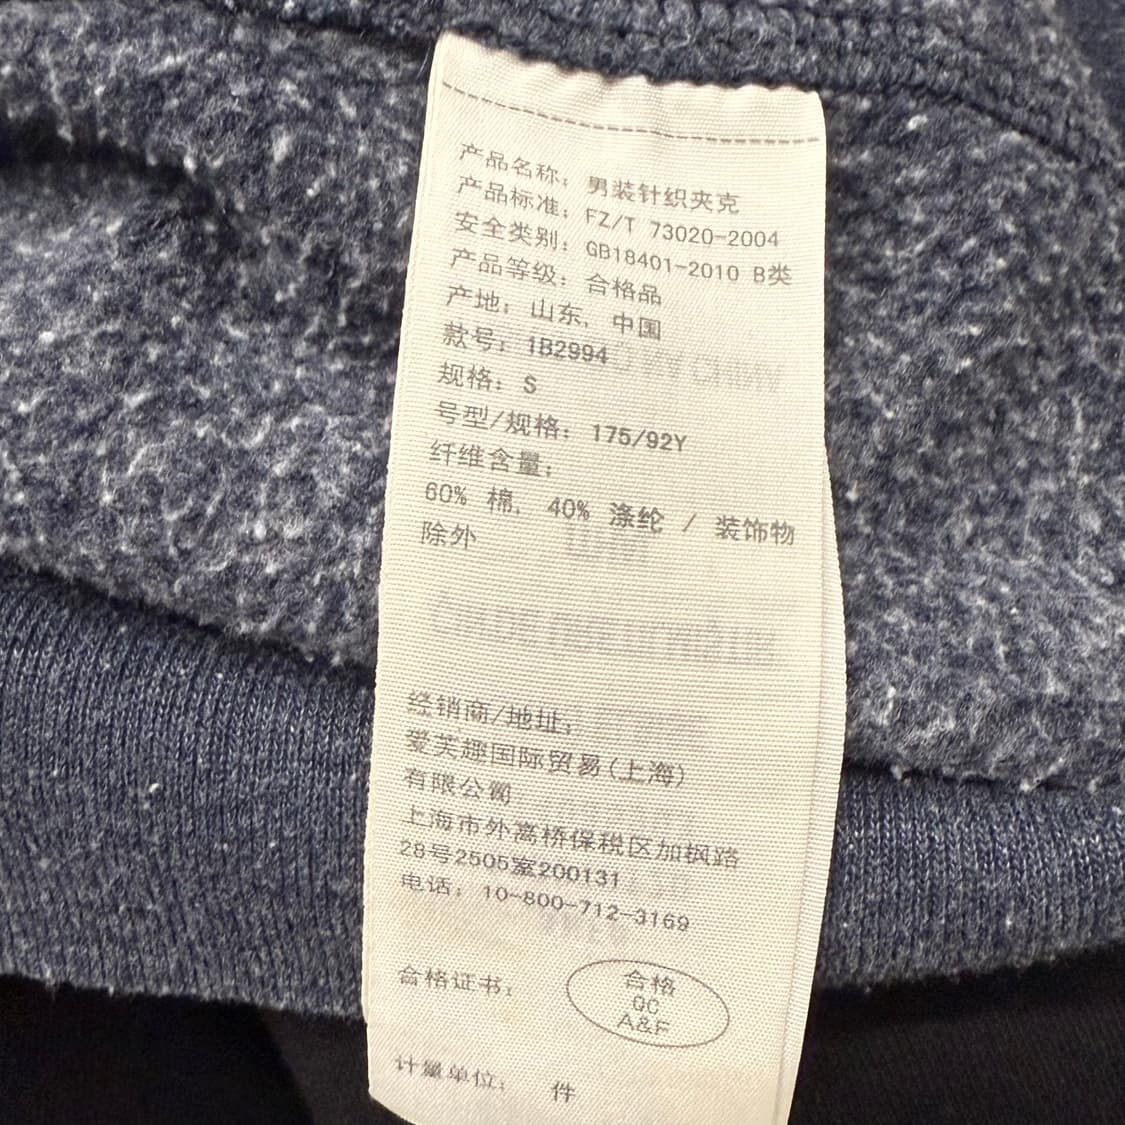 产品名称：男装针织夹克
产品标准：FZ/T 73020-2004
安全类别：GB18401-2010 B类
产品等级：合格品
产地：山东，中国
款号：1B2994
规格：S
号型/规格：175/92Y
纤维含量：
60% 棉，40% 涤纶 / 装饰物
除外
经销商/地址：
爱芙趣国际贸易(上海)
有限公司
上海市外高桥保税区加枫路
28号2505室200131
电话：10-800-712-3169
合格证书：
合格
QC
A&F
计量单位： 件